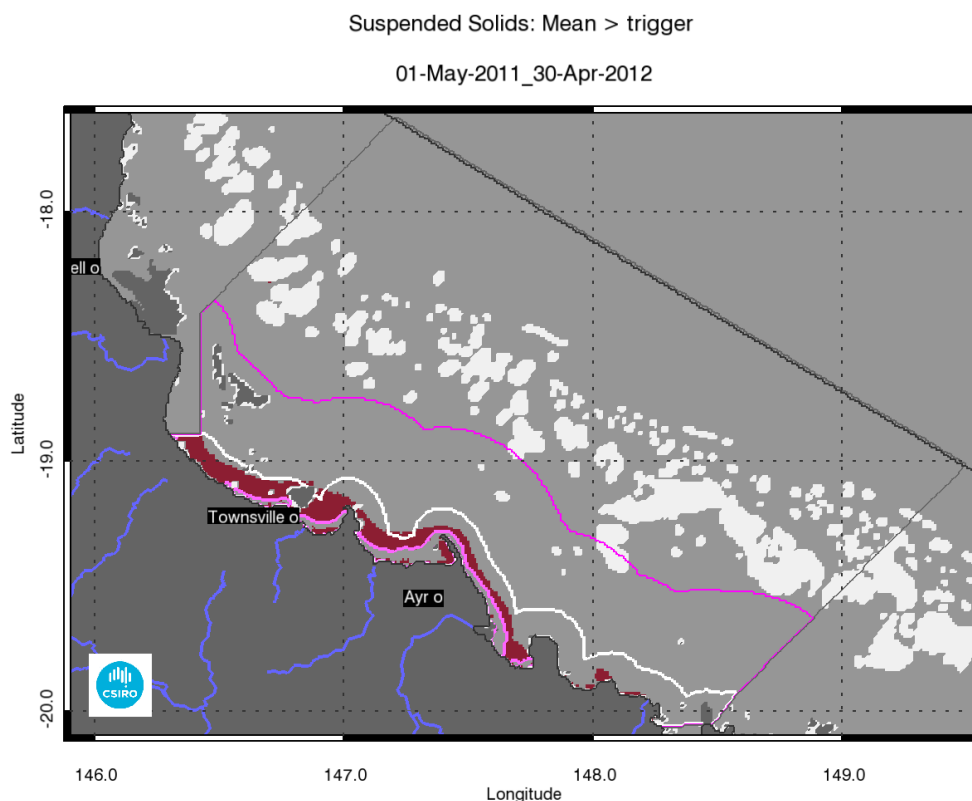 Suspended Solids: Mean > trigger
01-May-2011_30-Apr-2012
Latitude
-18.0
-19.0
-20.0
ell o
Townsville o
Ayr o
CSIRO
146.0 147.0 148.0 149.0
Longitude